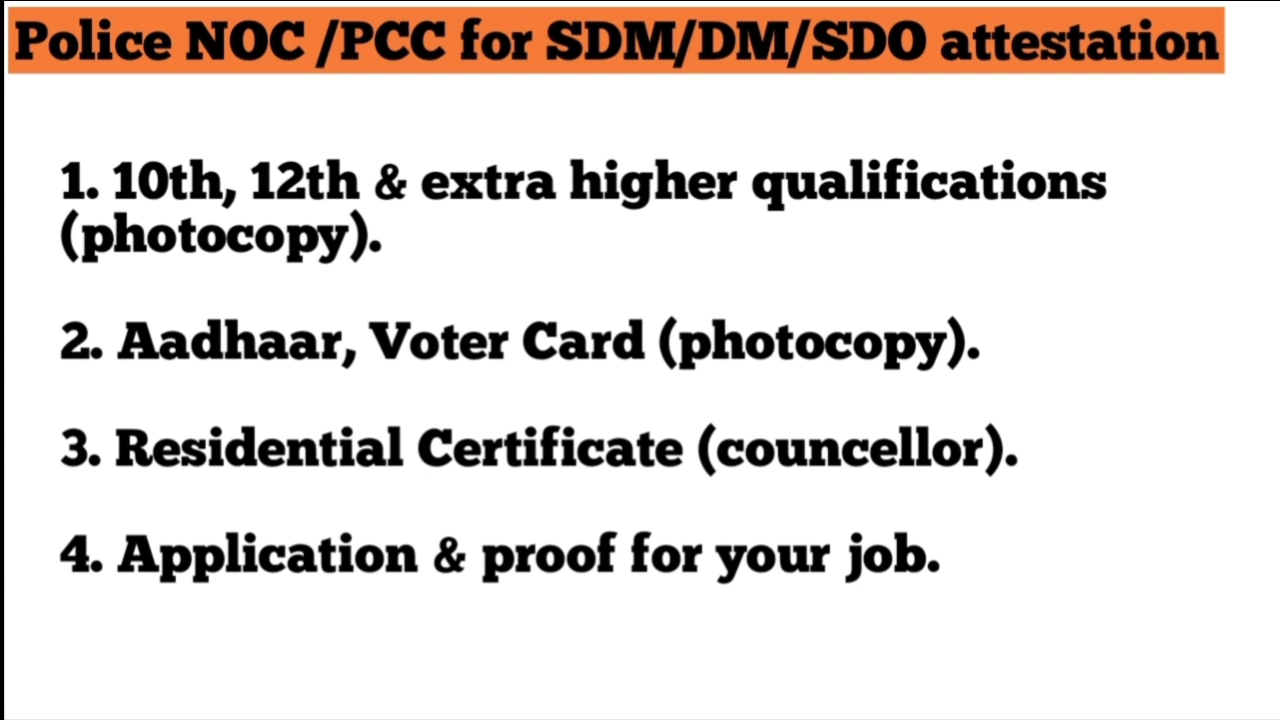 Police NOC /PCC for SDM/DM/SDO attestation
1. 10th, 12th & extra higher qualifications
(photocopy).
2. Aadhaar, Voter Card (photocopy).
3. Residential Certificate (councellor).
4. Application & proof for your job.